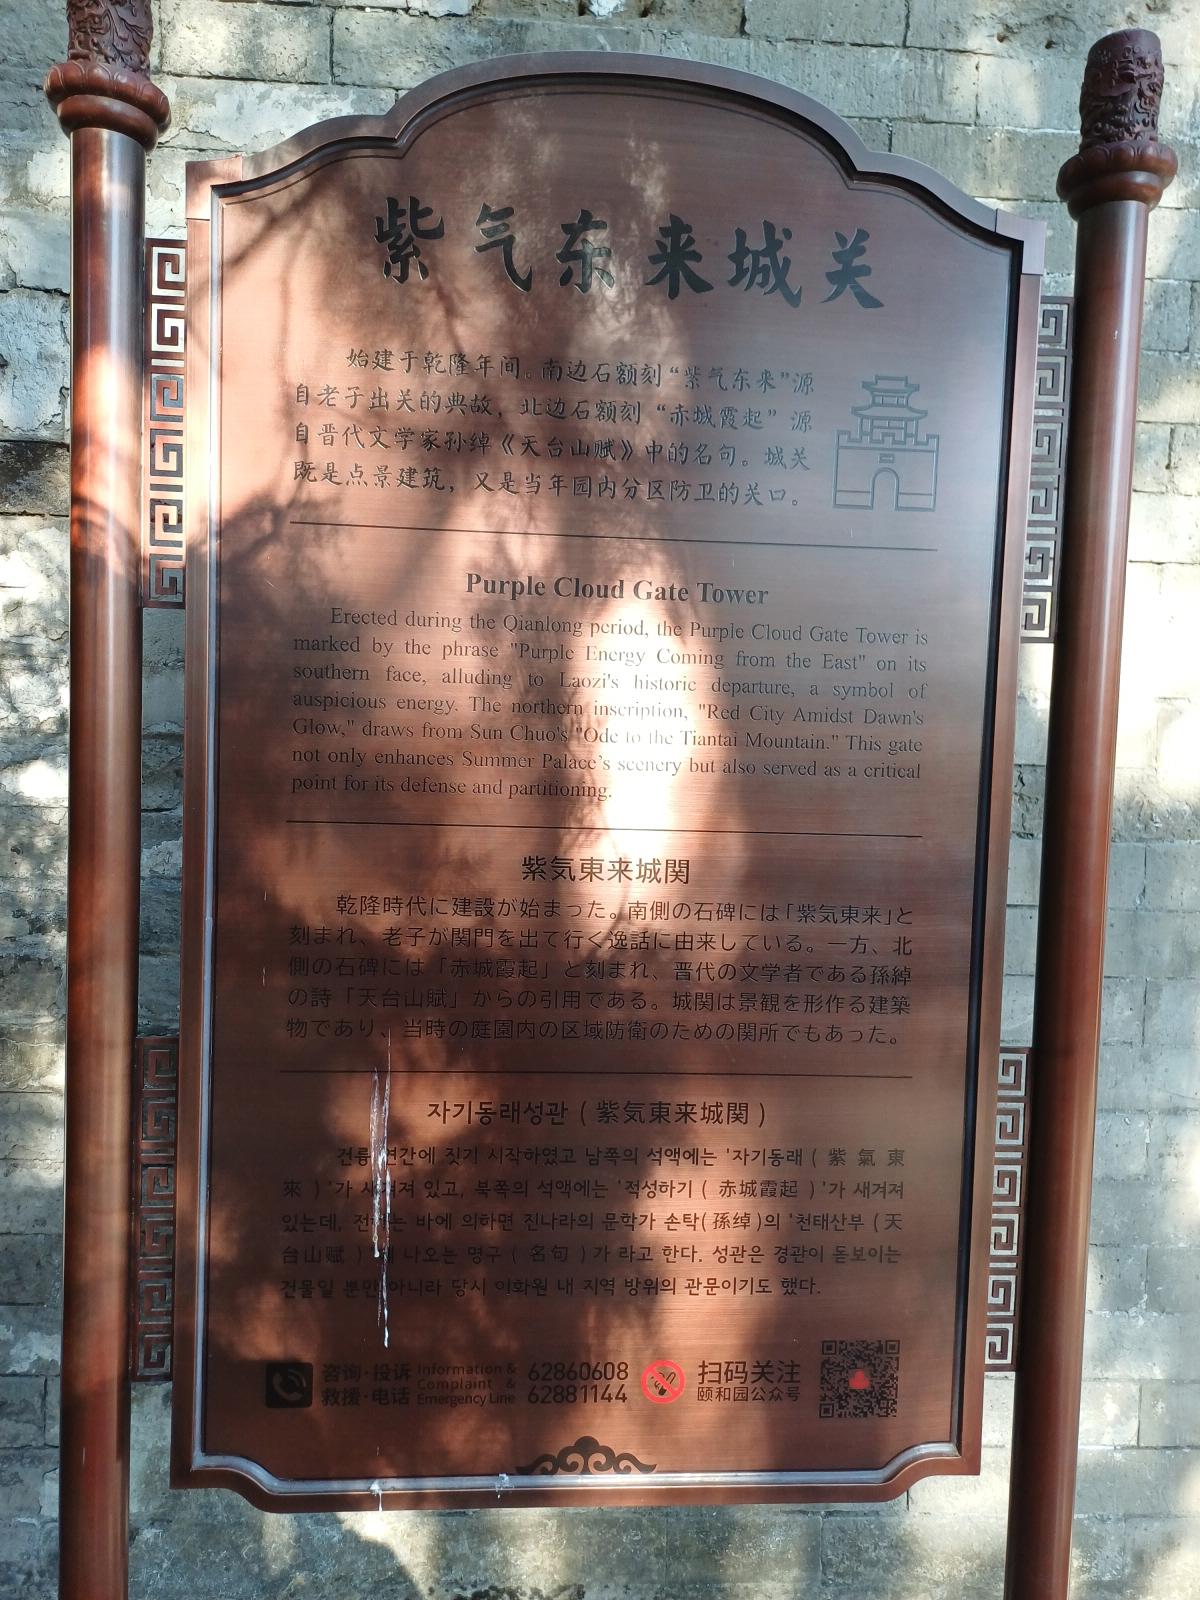 紫气东来城关
始建于乾隆年间。南边石额刻“紫气东来”源
自老子出关的典故，北边石额刻“赤城霞起”源
自晋代文学家孙绰《天台山赋》中的名句。城关
既是点景建筑，又是当年园内分区防卫的关口。
Purple Cloud Gate Tower
Erected during the Qianlong period, the Purple Cloud Gate Tower is
marked by the phrase "Purple Energy Coming from the East" on its
southern face, alluding to Laozi's historic departure, a symbol of
auspicious energy. The northern inscription, "Red City Amidst Dawn's
Glow," draws from Sun Chuo's "Ode to the Tiantai Mountain." This gate
not only enhances Summer Palace's scenery but also served as a critical
point for its defense and partitioning.
紫気東来城関
乾隆時代に建設が始まった。南側の石碑には「紫気東来」と
刻まれ、老子が関門を出て行く逸話に由来している。一方、北
側の石碑には「赤城霞起」と刻まれ、晋代の文学者である孫綽
の詩「天台山賦」からの引用である。城関は景観を形作る建築
物であり、当時の庭園内の区域防衛のための関所でもあった。
자기동래성관 ( 紫気東来城関 )
건륭 연간에 짓기 시작하였고 남쪽의 석액에는 '자기동래 ( 紫 氣 東
來 ) '가 새겨져 있고, 북쪽의 석액에는 '적성하기 ( 赤城霞起 ) '가 새겨져
있는데, 바에 의하면 진나라의 문학가 손탁( 孫绰 )의 '천태산부 ( 天
台山赋 ) 나오는 명구 ( 名句 ) 가 라고 한다. 성관은 경관이 돋보이는
건물일 뿐만 아니라 당시 이화원 내 지역 방위의 관문이기도 했다.
咨询·投诉 Information & 62860608 扫码关注
救援·电话 Complaint & 62881144 颐和园公众号
Emergency Line